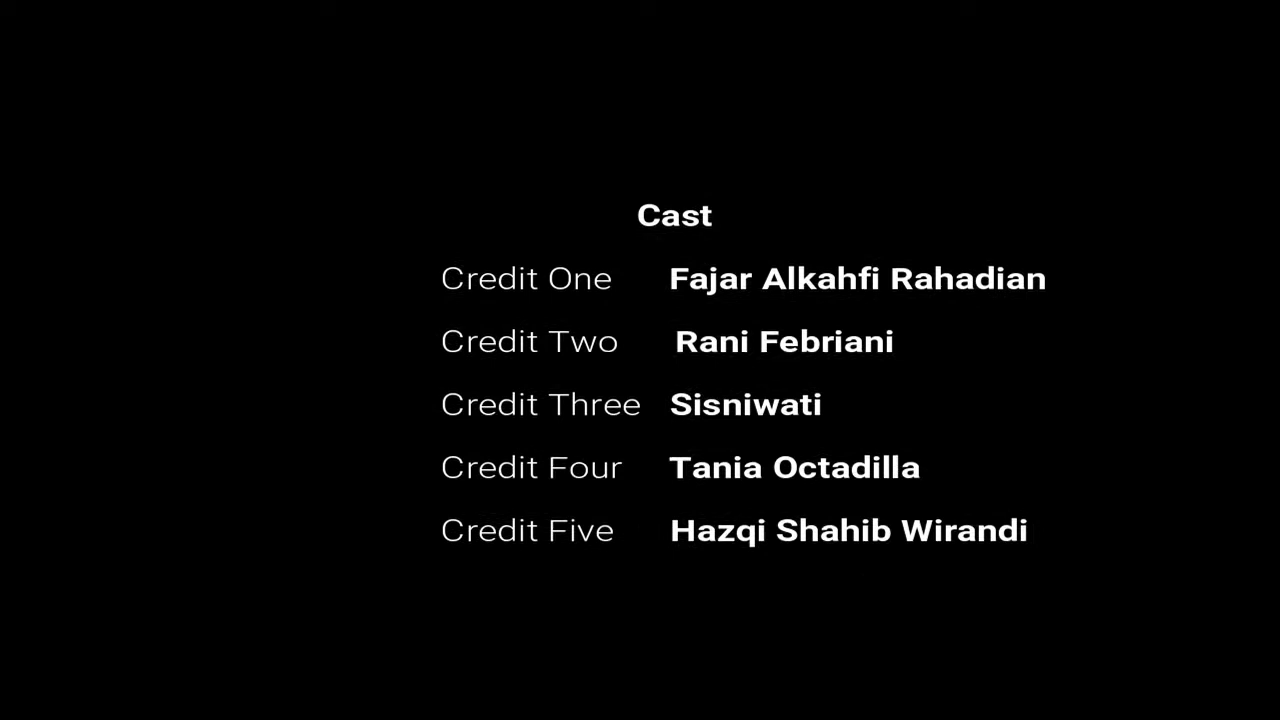 Cast
Credit One Fajar Alkahfi Rahadian
Credit Two Rani Febriani
Credit Three Sisniwati
Credit Four Tania Octadilla
Credit Five Hazqi Shahib Wirandi